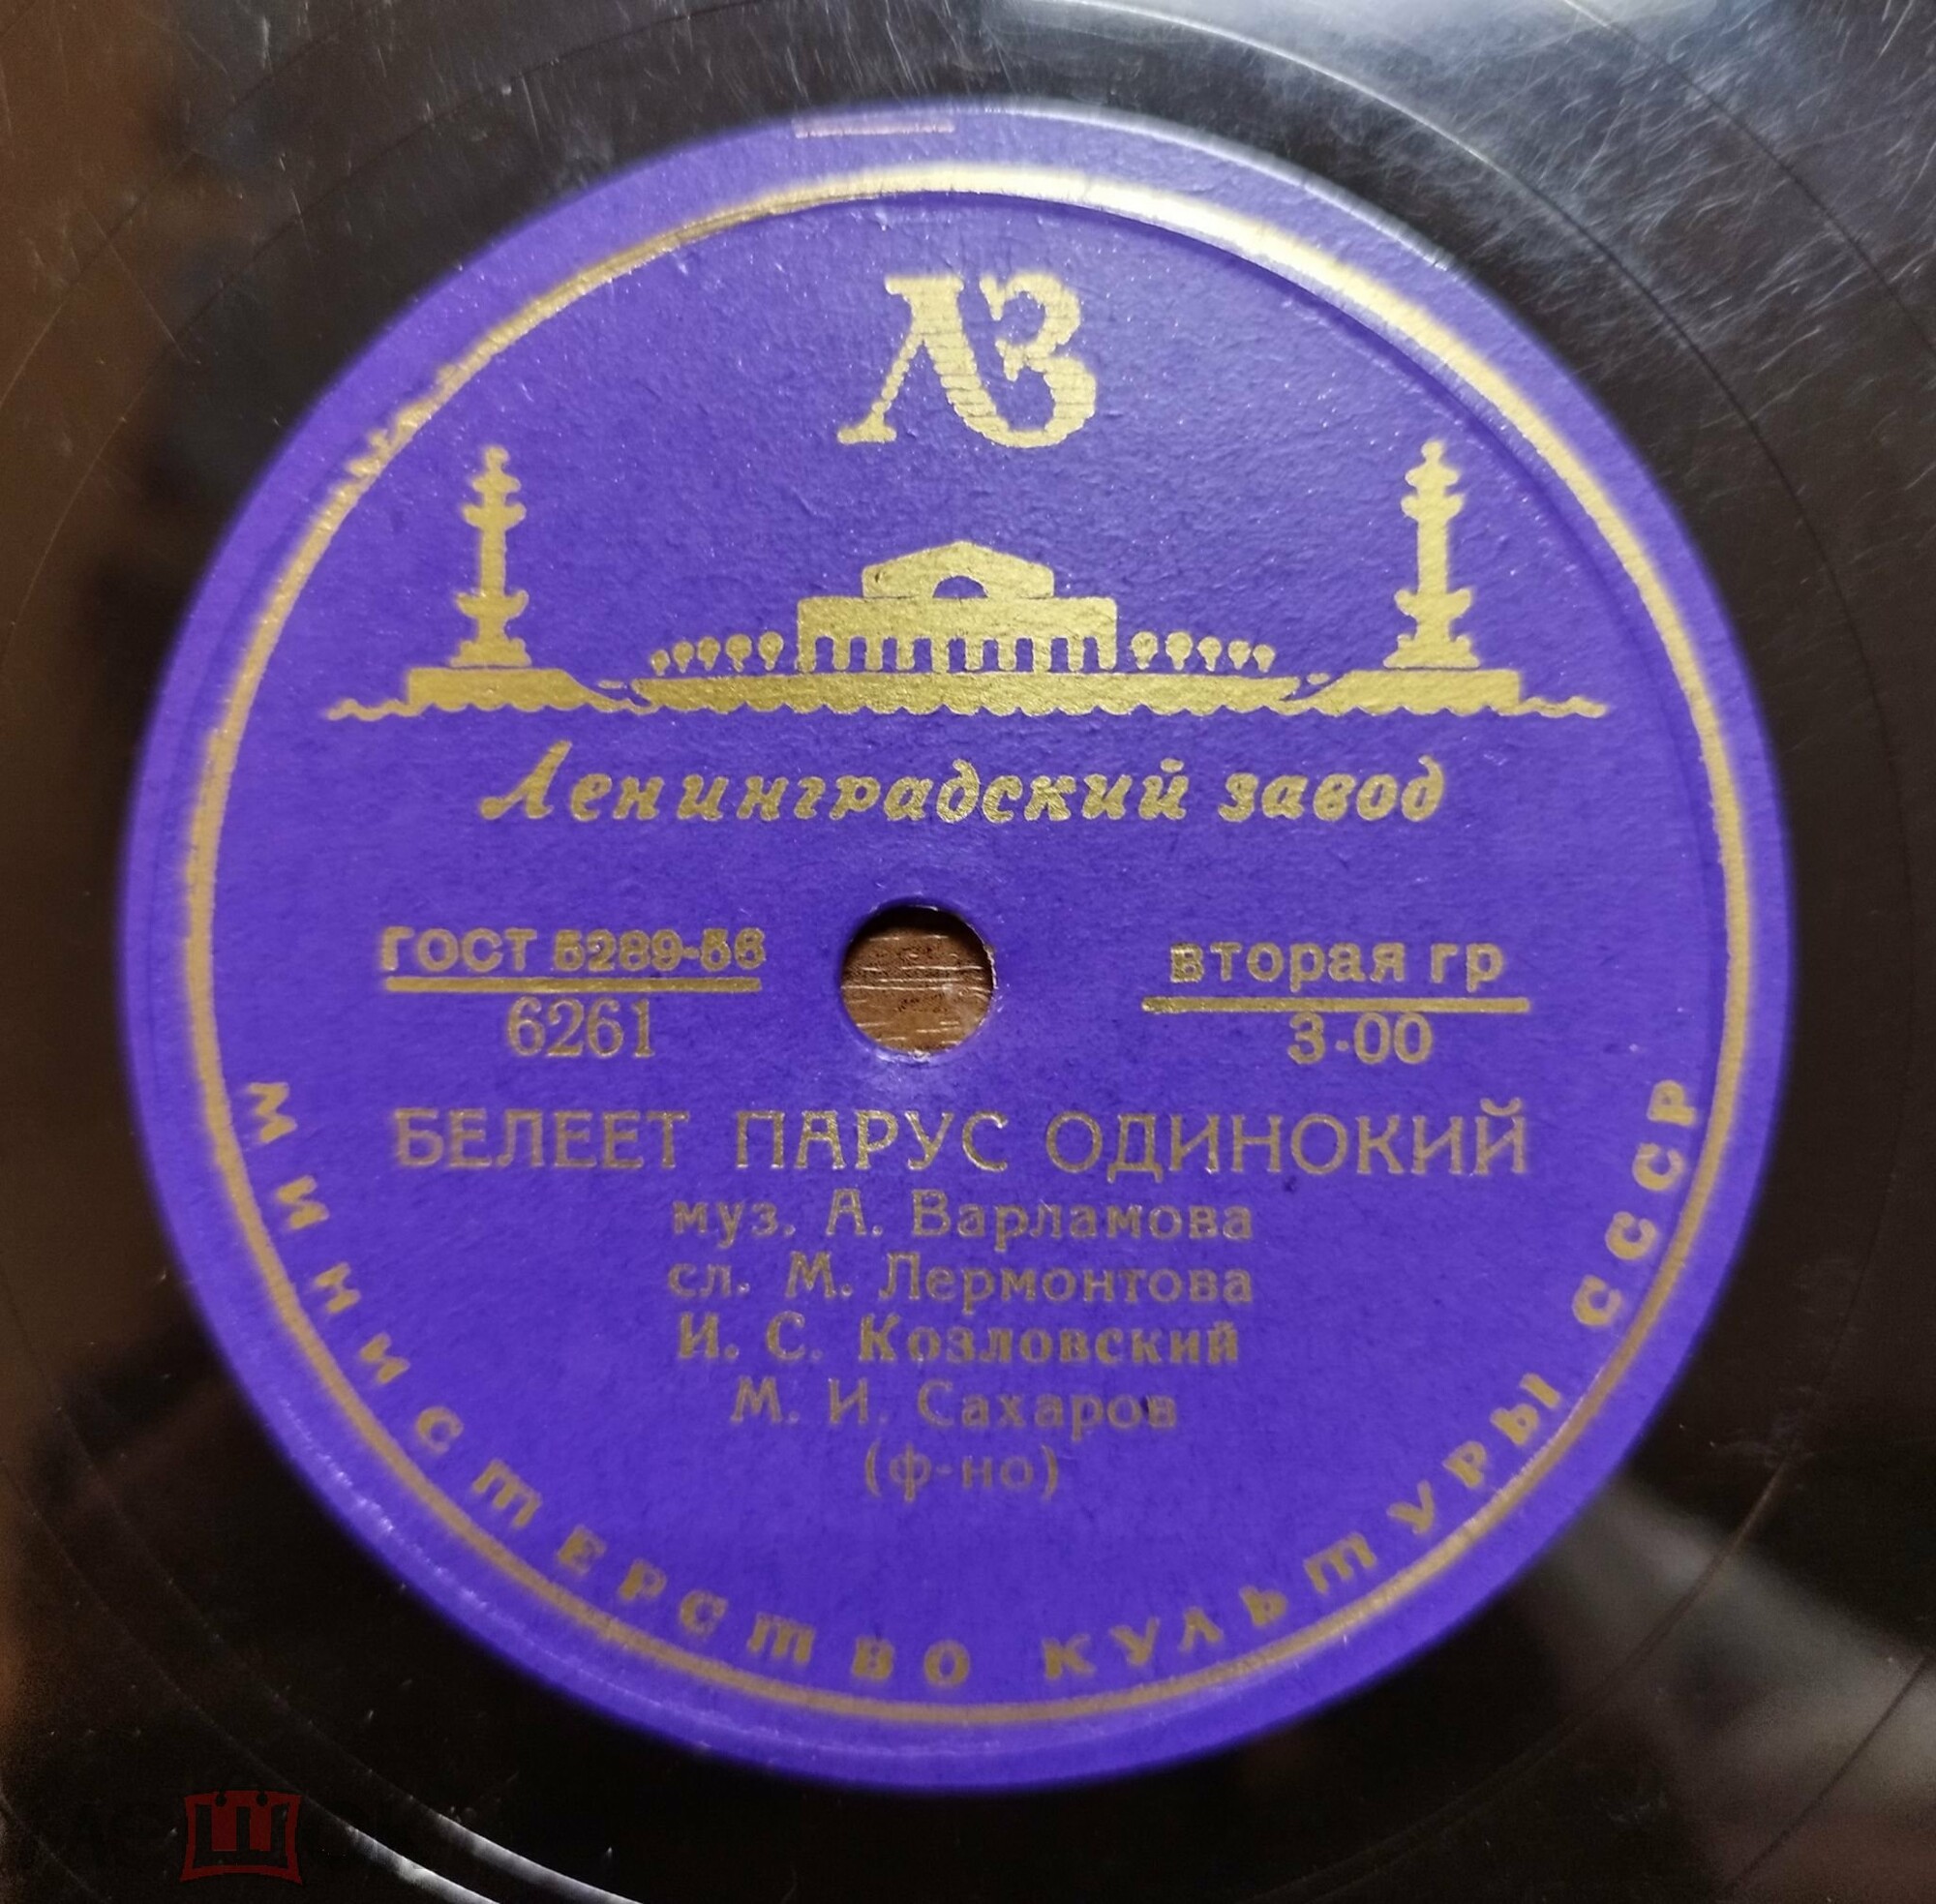 ЛЗ
Ленинградский завод
ГОСТ 5289-56
6261
вторая гр
3-00
БЕЛЕЕТ ПАРУС ОДИНОКИЙ
муз. А. Варламова
сл. М. Лермонтова
И. С. Козловский
М. И. Сахаров
(ф-но)
МИНИСТЕРСТВО КУЛЬТУРЫ СССР